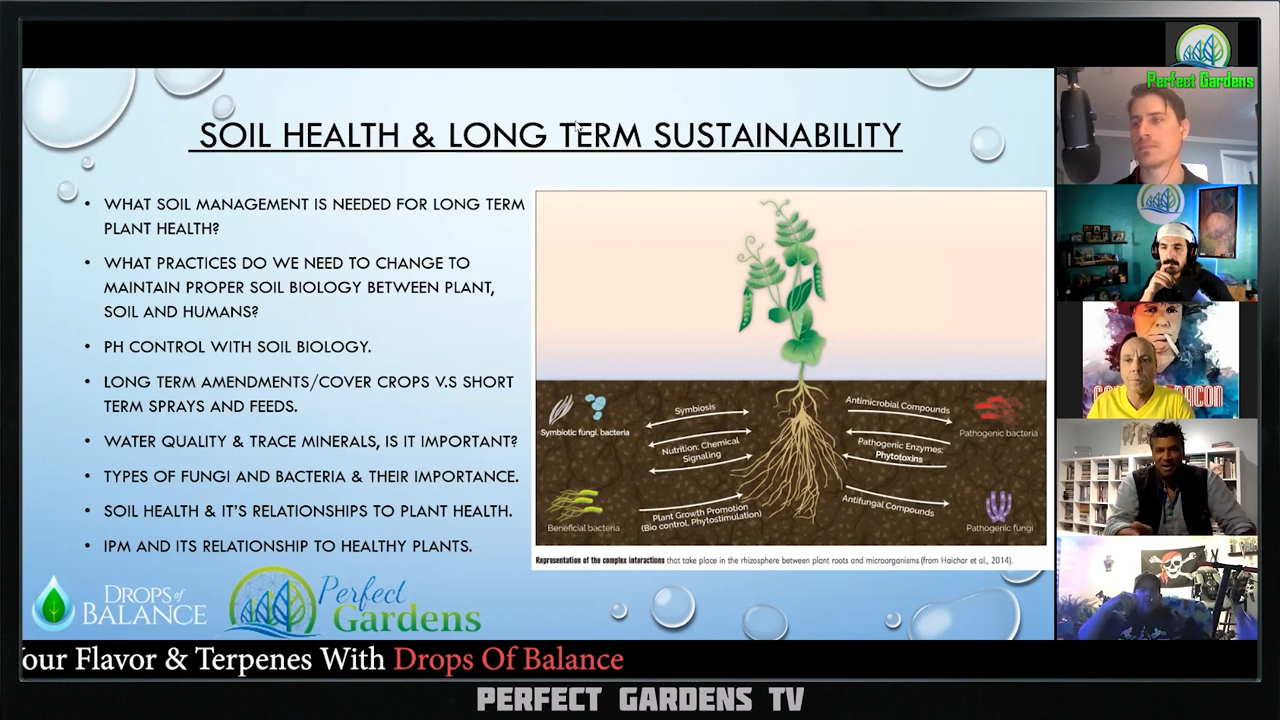 Perfect Gardens
SOIL HEALTH & LONG TERM SUSTAINABILITY
• WHAT SOIL MANAGEMENT IS NEEDED FOR LONG TERM
PLANT HEALTH?
• WHAT PRACTICES DO WE NEED TO CHANGE TO
MAINTAIN PROPER SOIL BIOLOGY BETWEEN PLANT,
SOIL AND HUMANS?
• PH CONTROL WITH SOIL BIOLOGY.
• LONG TERM AMENDMENTS/COVER CROPS V.S SHORT
TERM SPRAYS AND FEEDS.
• WATER QUALITY & TRACE MINERALS, IS IT IMPORTANT?
• TYPES OF FUNGI AND BACTERIA & THEIR IMPORTANCE.
• SOIL HEALTH & IT'S RELATIONSHIPS TO PLANT HEALTH.
• IPM AND ITS RELATIONSHIP TO HEALTHY PLANTS.
Symbiotic fungi, bacteria
Symbiosis
Nutrition: Chemical
Signaling
Beneficial bacteria
Plant Growth Promotion
(Bio control, Phytostimulation)
Antimicrobial Compounds
Pathogenic bacteria
Pathogenic Enzymes:
Phytotoxins
Antifungal Compounds
Pathogenic fungi
Representation of the complex interactions that take place in the rhizosphere between plant roots and microorganisms (from Haichar et al., 2014).
DROPS of
BALANCE
Perfect
Gardens
our Flavor & Terpenes With Drops Of Balance
PERFECT GARDENS TV